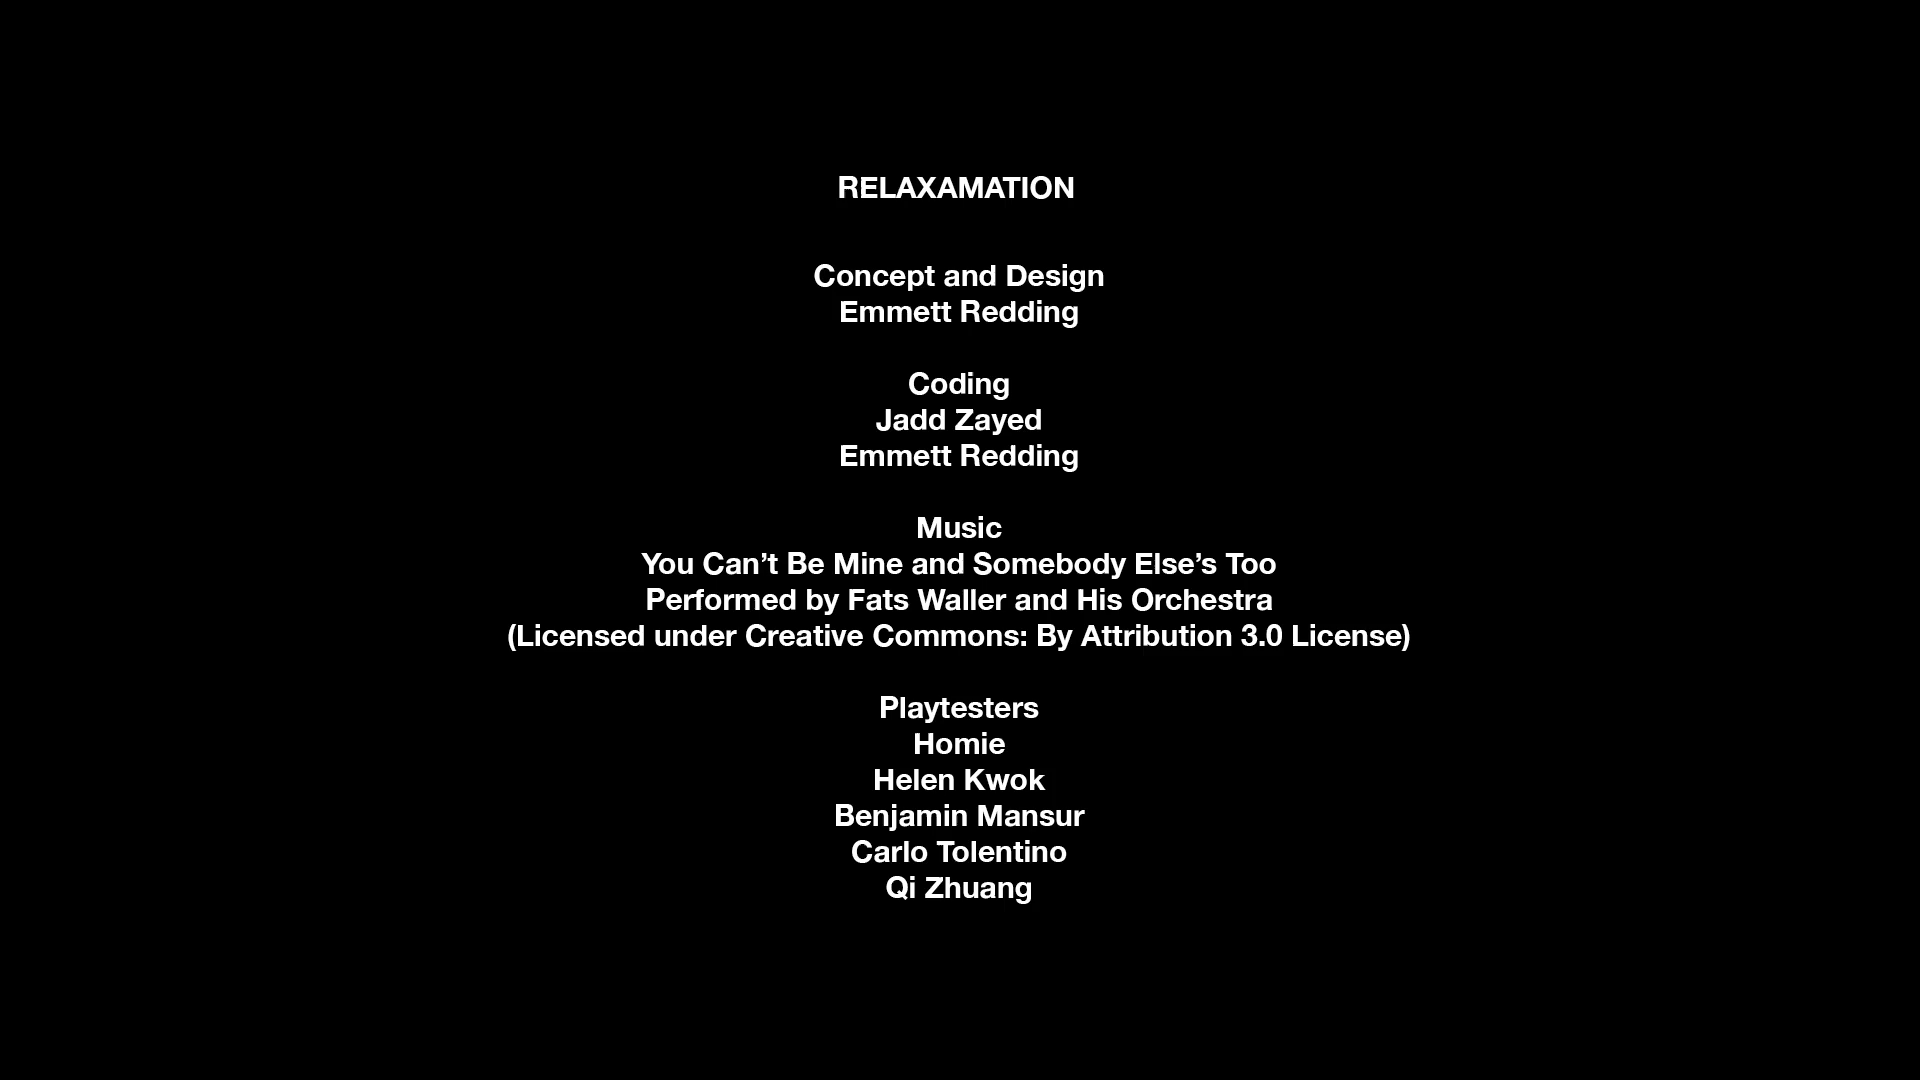 RELAXAMATION
Concept and Design
Emmett Redding
Coding
Jadd Zayed
Emmett Redding
Music
You Can’t Be Mine and Somebody Else’s Too
Performed by Fats Waller and His Orchestra
(Licensed under Creative Commons: By Attribution 3.0 License)
Playtesters
Homie
Helen Kwok
Benjamin Mansur
Carlo Tolentino
Qi Zhuang